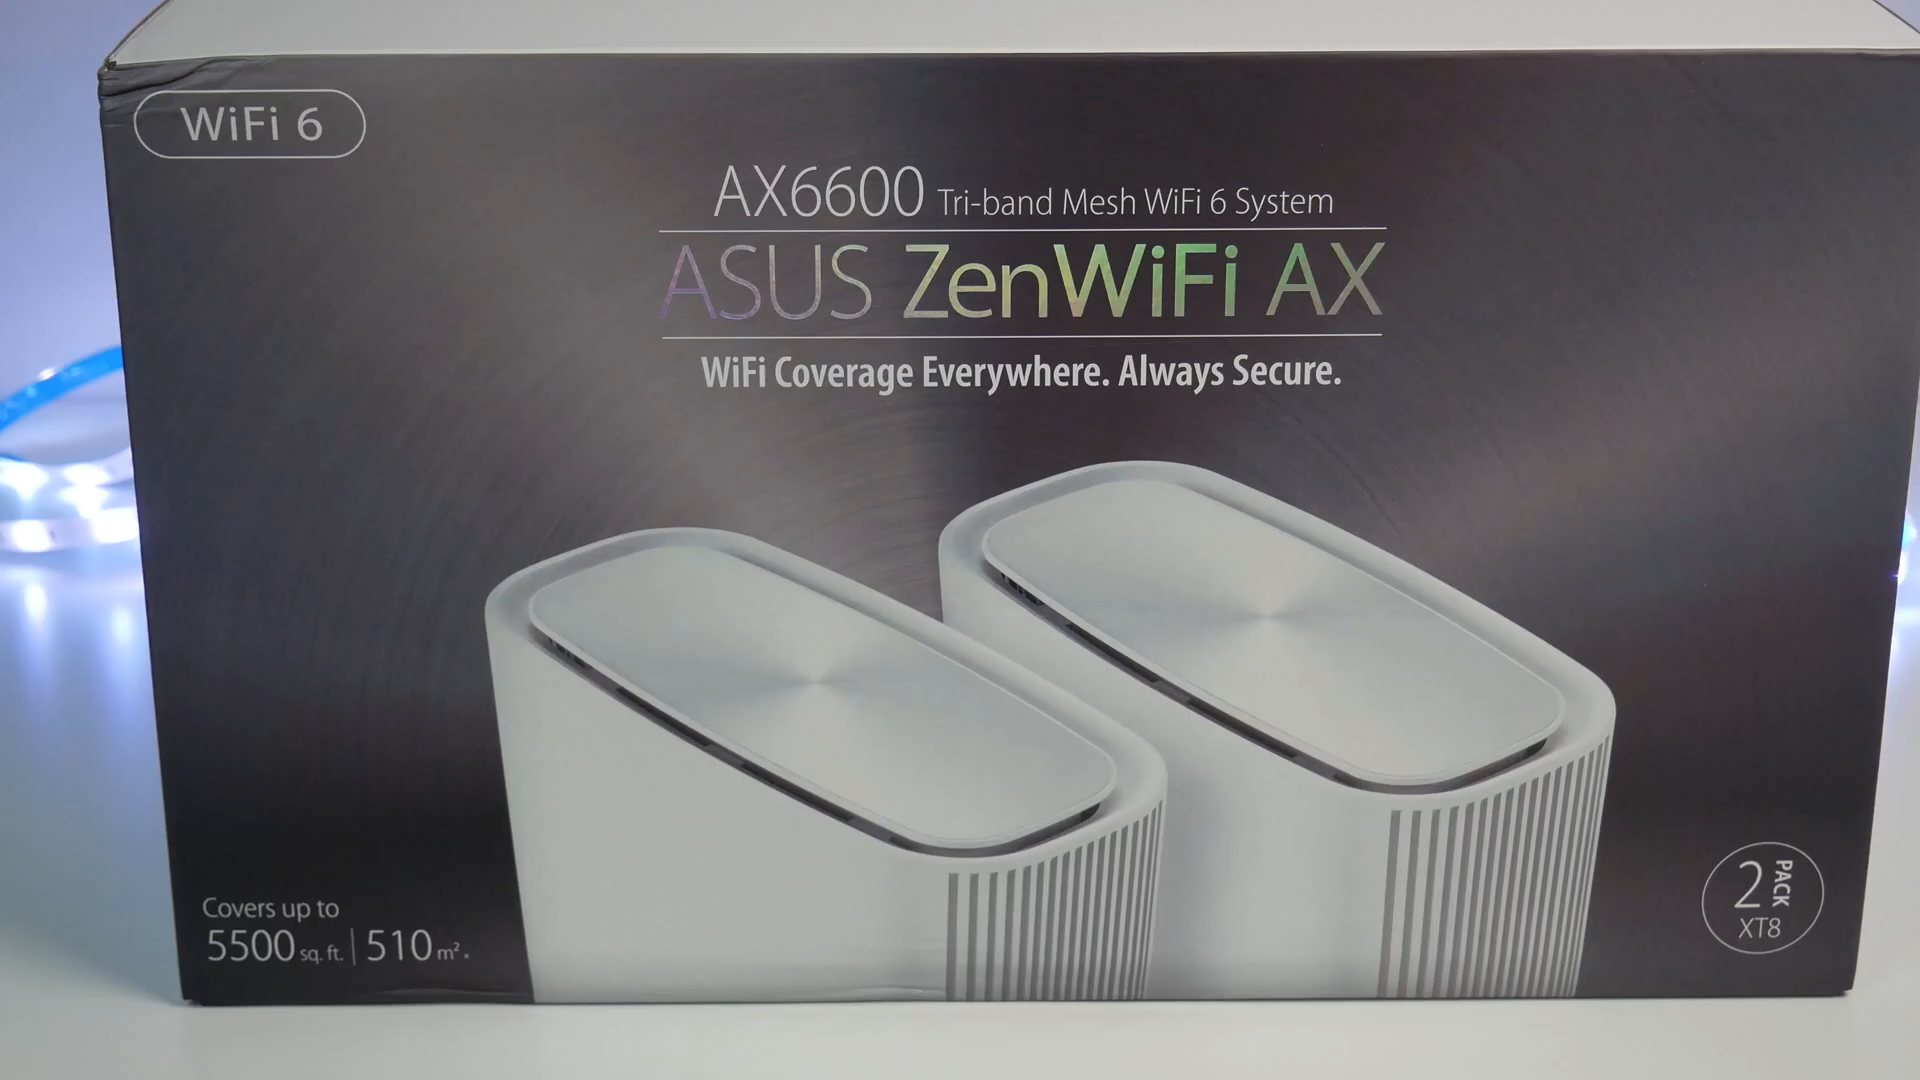 WiFi 6
AX6600 Tri-band Mesh WiFi 6 System
ASUS ZenWiFi AX
WiFi Coverage Everywhere. Always Secure.
Covers up to
5500 sq. ft. | 510 m².
2 PACK
XT8